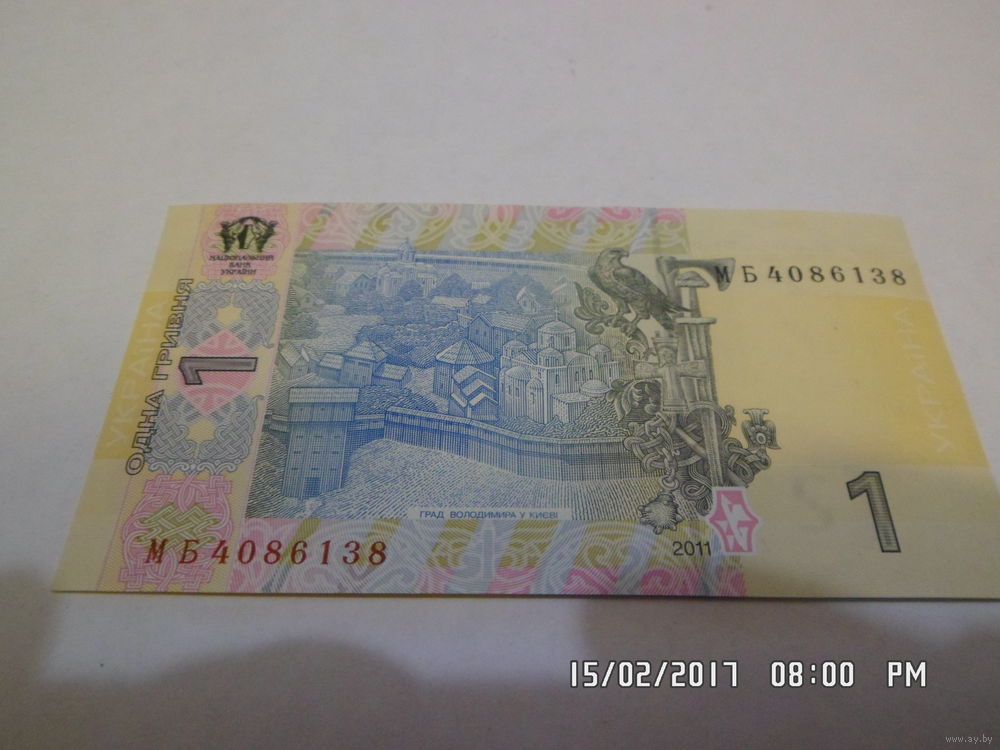 НАЦІОНАЛЬНИЙ
БАНК
УКРАЇНИ
МБ4086138
УКРАЇНА
ОДНА ГРИВНЯ
1
УКРАЇНА
ГРАД ВОЛОДИМИРА У КИЄВІ
1
2011
МБ4086138
15/02/2017 08:00 PM
www.ay.by